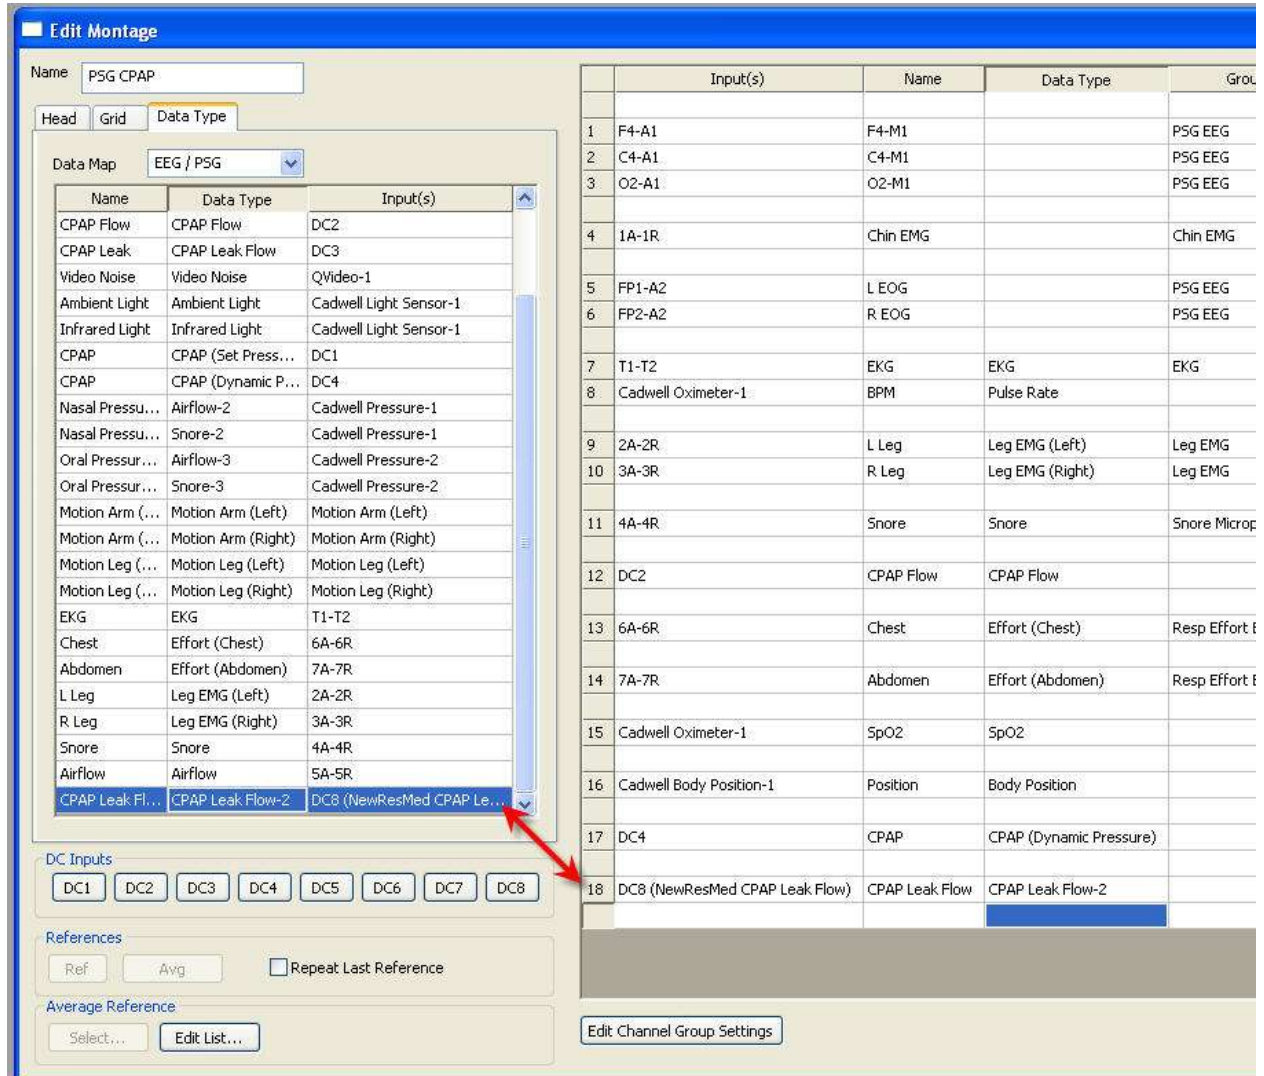 Edit Montage
Name PSG CPAP
Head Grid Data Type
Data Map EEG / PSG
Name Data Type Input(s)
CPAP Flow CPAP Flow DC2
CPAP Leak CPAP Leak Flow DC3
Video Noise Video Noise QVideo-1
Ambient Light Ambient Light Cadwell Light Sensor-1
Infrared Light Infrared Light Cadwell Light Sensor-1
CPAP CPAP (Set Press... DC1
CPAP CPAP (Dynamic P... DC4
Nasal Pressu... Airflow-2 Cadwell Pressure-1
Nasal Pressu... Snore-2 Cadwell Pressure-1
Oral Pressur... Airflow-3 Cadwell Pressure-2
Oral Pressur... Snore-3 Cadwell Pressure-2
Motion Arm (... Motion Arm (Left) Motion Arm (Left)
Motion Arm (... Motion Arm (Right) Motion Arm (Right)
Motion Leg (... Motion Leg (Left) Motion Leg (Left)
Motion Leg (... Motion Leg (Right) Motion Leg (Right)
EKG EKG T1-T2
Chest Effort (Chest) 6A-6R
Abdomen Effort (Abdomen) 7A-7R
L Leg Leg EMG (Left) 2A-2R
R Leg Leg EMG (Right) 3A-3R
Snore Snore 4A-4R
Airflow Airflow 5A-5R
CPAP Leak Fl... CPAP Leak Flow-2 DC8 (NewResMed CPAP Le...
DC Inputs
DC1 DC2 DC3 DC4 DC5 DC6 DC7 DC8
References
Ref Avg Repeat Last Reference
Average Reference
Select... Edit List...
Input(s) Name Data Type Grou
1 F4-A1 F4-M1 PSG EEG
2 C4-A1 C4-M1 PSG EEG
3 O2-A1 O2-M1 PSG EEG
4 1A-1R Chin EMG Chin EMG
5 FP1-A2 L EOG PSG EEG
6 FP2-A2 R EOG PSG EEG
7 T1-T2 EKG EKG EKG
8 Cadwell Oximeter-1 BPM Pulse Rate
9 2A-2R L Leg Leg EMG (Left) Leg EMG
10 3A-3R R Leg Leg EMG (Right) Leg EMG
11 4A-4R Snore Snore Snore Microp
12 DC2 CPAP Flow CPAP Flow
13 6A-6R Chest Effort (Chest) Resp Effort E
14 7A-7R Abdomen Effort (Abdomen) Resp Effort E
15 Cadwell Oximeter-1 SpO2 SpO2
16 Cadwell Body Position-1 Position Body Position
17 DC4 CPAP CPAP (Dynamic Pressure)
18 DC8 (NewResMed CPAP Leak Flow) CPAP Leak Flow CPAP Leak Flow-2
Edit Channel Group Settings